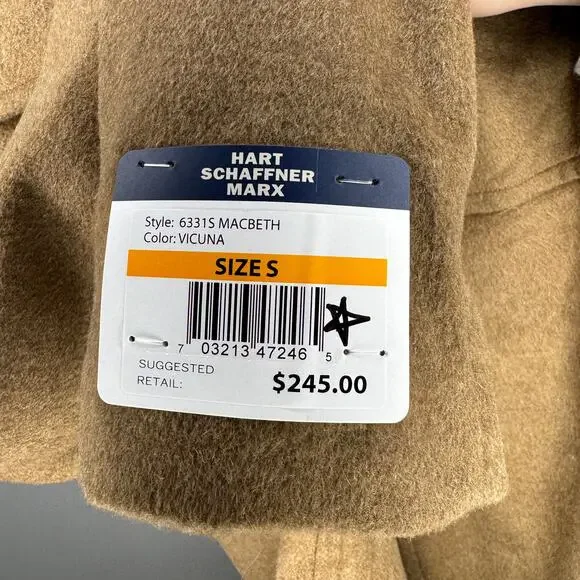 HART
SCHAFFNER
MARX
Style: 6331S MACBETH
Color: VICUNA
SIZE S
7 03213 47246 5
SUGGESTED
RETAIL:
$245.00